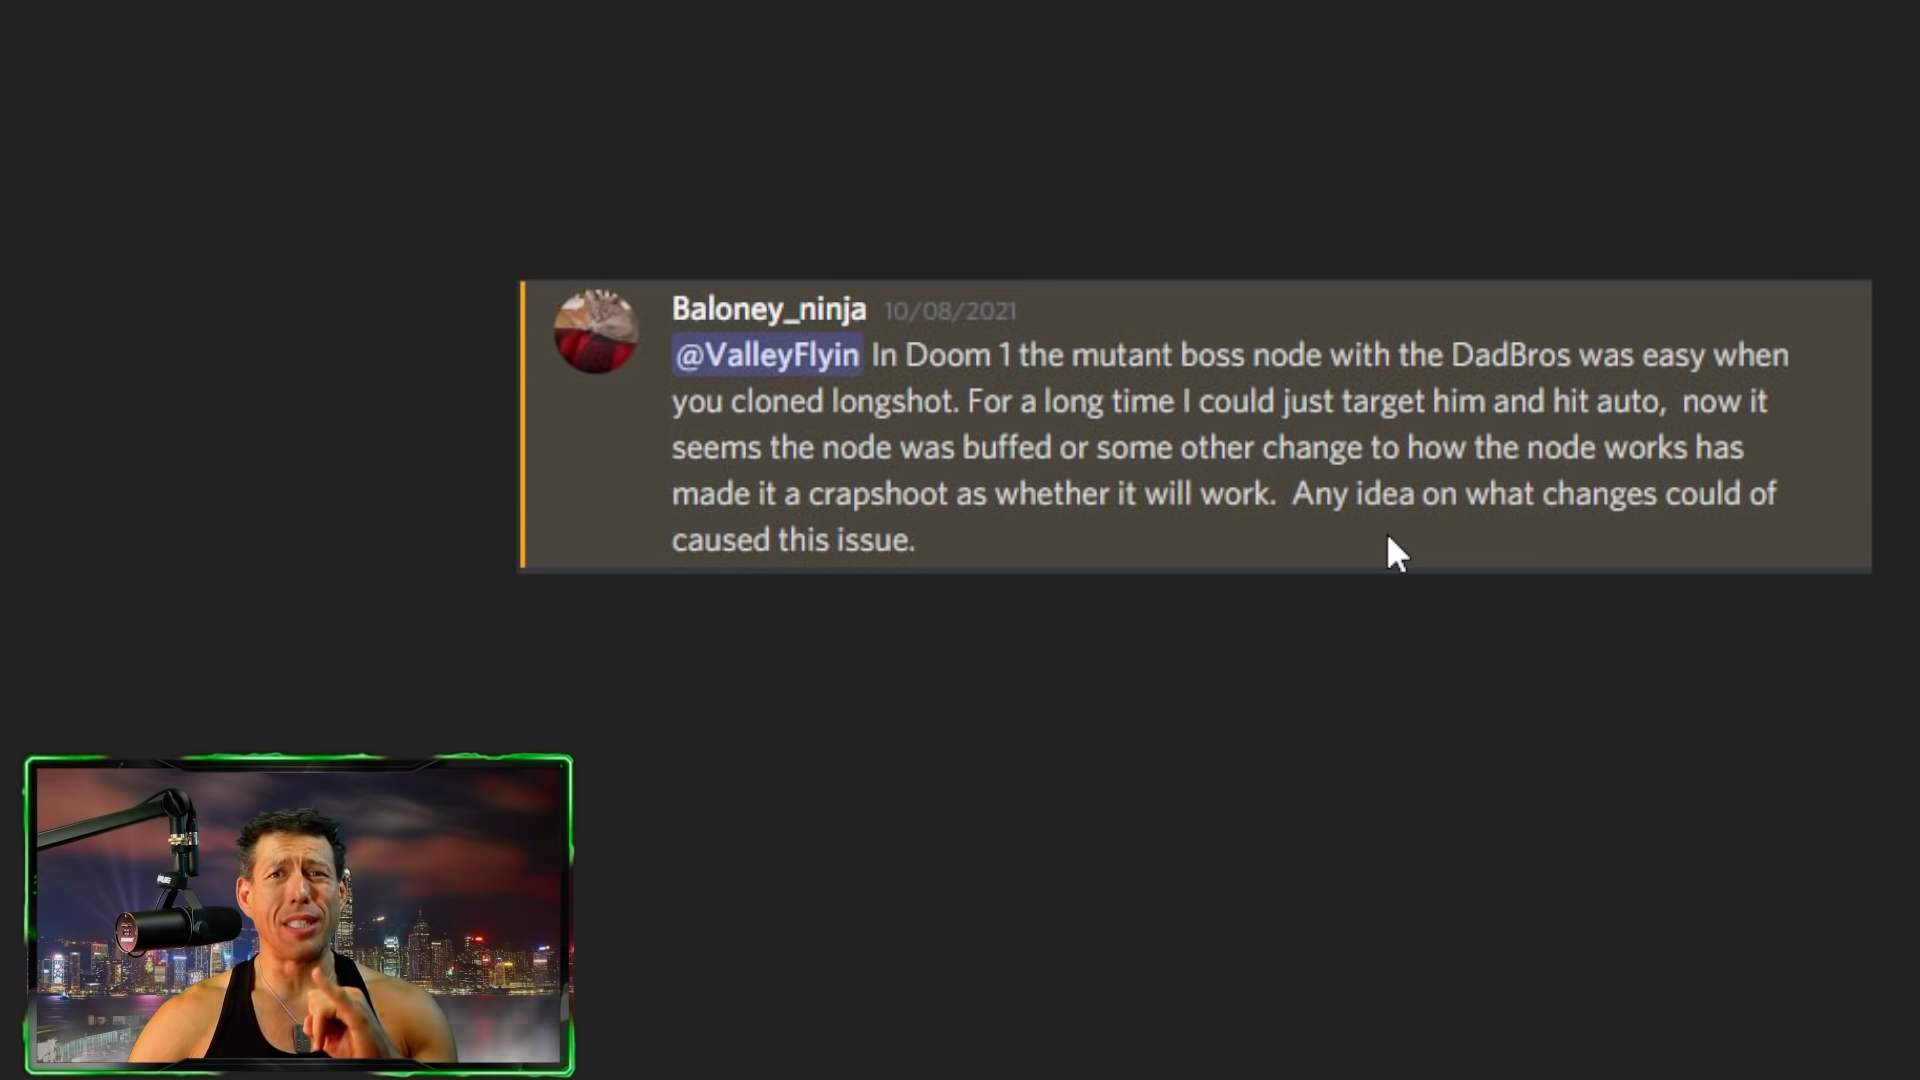 Baloney_ninja 10/08/2021
@ValleyFlyin In Doom 1 the mutant boss node with the DadBros was easy when
you cloned longshot. For a long time I could just target him and hit auto,  now it
seems the node was buffed or some other change to how the node works has
made it a crapshoot as whether it will work.  Any idea on what changes could of
caused this issue.